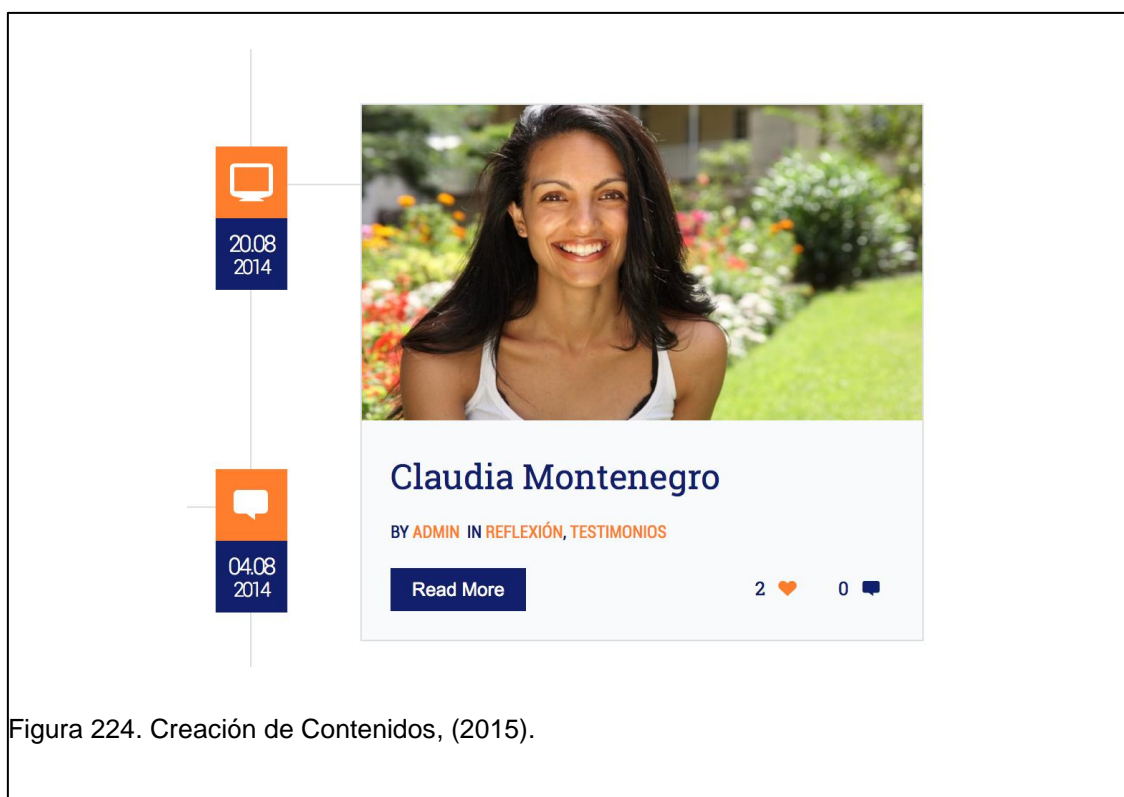 20.08
2014
Claudia Montenegro
BY ADMIN IN REFLEXIÓN, TESTIMONIOS
Read More
2
0
04.08
2014
Figura 224. Creación de Contenidos, (2015).